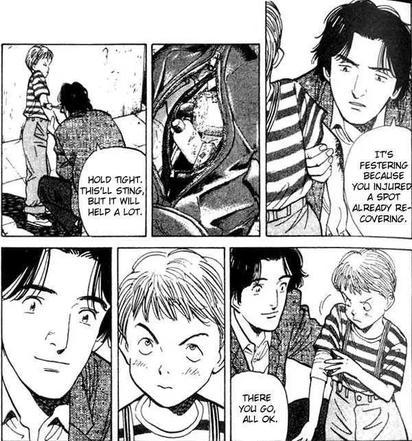 IT'S
FESTERING
BECAUSE
YOU INJURED
A SPOT
ALREADY RE-
COVERING.
HOLD TIGHT.
THIS'LL STING,
BUT IT WILL
HELP A LOT.
THERE
YOU GO,
ALL OK.